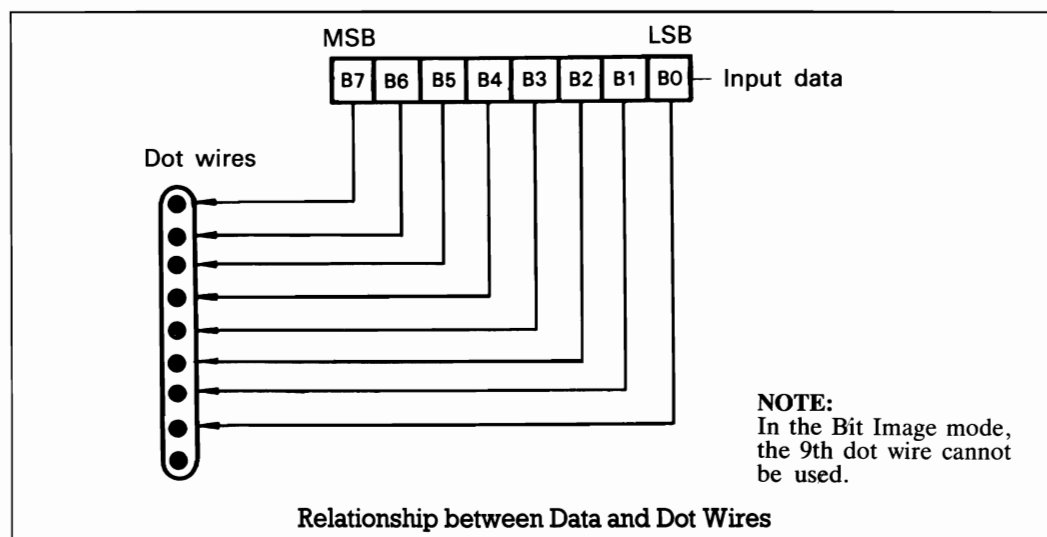 MSB LSB
B7 B6 B5 B4 B3 B2 B1 B0 Input data
Dot wires
NOTE:
In the Bit Image mode,
the 9th dot wire cannot
be used.
Relationship between Data and Dot Wires